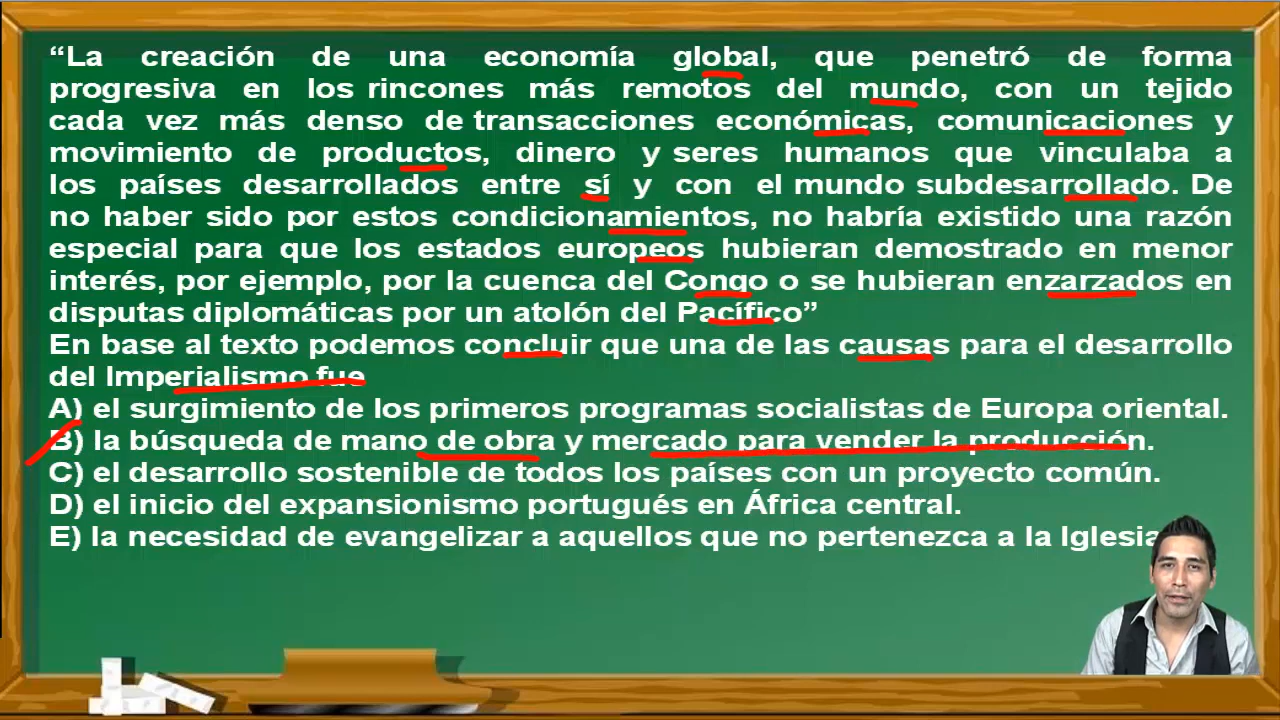 “La creación de una economía global, que penetró de forma
progresiva en los rincones más remotos del mundo, con un tejido
cada vez más denso de transacciones económicas, comunicaciones y
movimiento de productos, dinero y seres humanos que vinculaba a
los países desarrollados entre sí y con el mundo subdesarrollado. De
no haber sido por estos condicionamientos, no habría existido una razón
especial para que los estados europeos hubieran demostrado en menor
interés, por ejemplo, por la cuenca del Congo o se hubieran enzarzados en
disputas diplomáticas por un atolón del Pacífico”
En base al texto podemos concluir que una de las causas para el desarrollo
del Imperialismo fue
A) el surgimiento de los primeros programas socialistas de Europa oriental.
B) la búsqueda de mano de obra y mercado para vender la producción.
C) el desarrollo sostenible de todos los países con un proyecto común.
D) el inicio del expansionismo portugués en África central.
E) la necesidad de evangelizar a aquellos que no pertenezca a la Iglesia